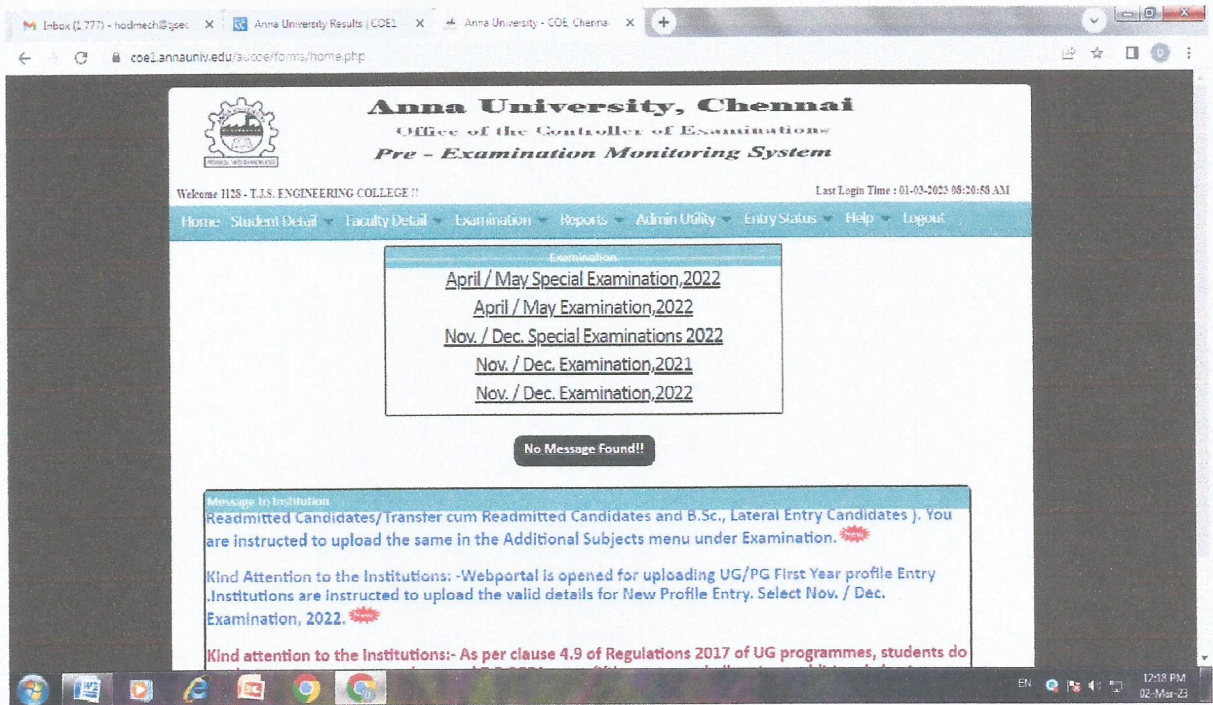 Inbox (1,777) - hodmech@tjsec
Anna University Results | COE1
Anna University - COE, Chennai
coe1.annauniv.edu/aucoe/forms/home.php
Anna University, Chennai
Office of the Controller of Examinations
Pre - Examination Monitoring System
Welcome 1128 - T.J.S. ENGINEERING COLLEGE !!
Last Login Time : 01-03-2023 08:20:58 AM
Home Student Detail Faculty Detail Examination Reports Admin Utility Entry Status Help Logout
Examination
April / May Special Examination,2022
April / May Examination,2022
Nov. / Dec. Special Examinations 2022
Nov. / Dec. Examination,2021
Nov. / Dec. Examination,2022
No Message Found!!
Message to Institution
Readmitted Candidates/Transfer cum Readmitted Candidates and B.Sc., Lateral Entry Candidates ). You
are instructed to upload the same in the Additional Subjects menu under Examination. New
Kind Attention to the Institutions: -Webportal is opened for uploading UG/PG First Year profile Entry
.Institutions are instructed to upload the valid details for New Profile Entry. Select Nov. / Dec.
Examination, 2022. New
Kind attention to the Institutions:- As per clause 4.9 of Regulations 2017 of UG programmes, students do
EN
12:18 PM
02-Mar-23